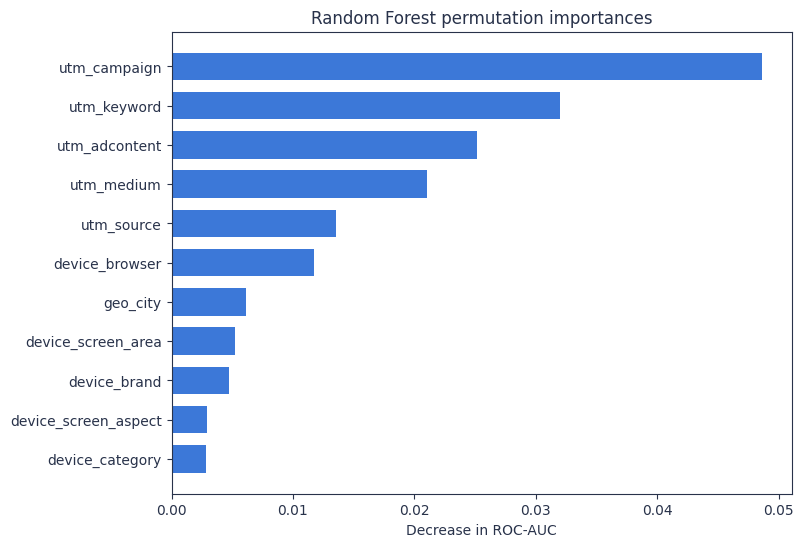 Random Forest permutation importances
utm_campaign
utm_keyword
utm_adcontent
utm_medium
utm_source
device_browser
geo_city
device_screen_area
device_brand
device_screen_aspect
device_category
0.00 0.01 0.02 0.03 0.04 0.05
Decrease in ROC-AUC